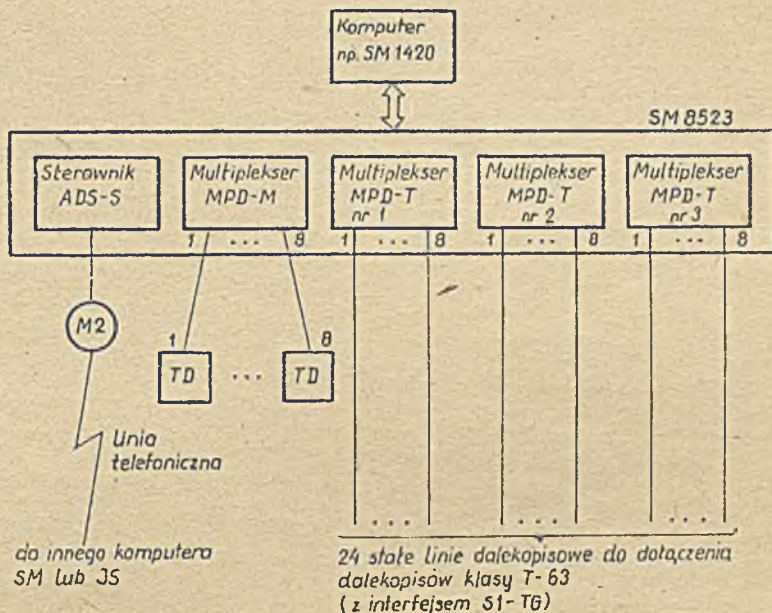 Komputer
np. SM 1420
SM 8523
Sterownik
ADS-S
Multiplekser
MPD-M
Multiplekser
MPD-T
nr 1
Multiplekser
MPD-T
nr 2
Multiplekser
MPD-T
nr 3
1 ... 8
1 ... 8
1 ... 8
1 ... 8
M2
1
8
TD ... TD
Linia
telefoniczna
... ... ...
do innego komputera
SM lub JS
24 stałe linie dalekopisowe do dołączenia
dalekopisów klasy T-63
(z interfejsem S1-TG)